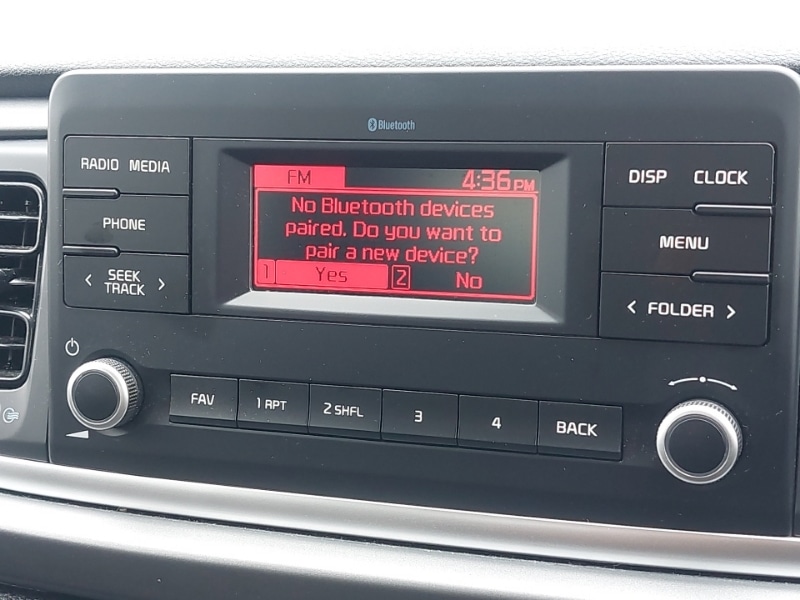 Bluetooth
RADIO MEDIA
PHONE
< SEEK >
TRACK
FM 4:36 PM
No Bluetooth devices
paired. Do you want to
pair a new device?
1 Yes 2 No
DISP CLOCK
MENU
< FOLDER >
FAV 1 RPT 2 SHFL 3 4 BACK